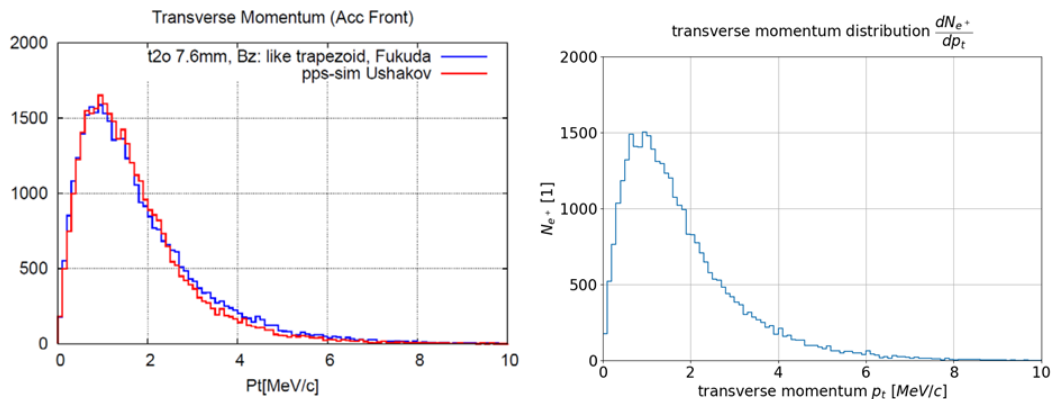 Transverse Momentum (Acc Front)
2000
1500
1000
500
0
t2o 7.6mm, Bz: like trapezoid, Fukuda
pps-sim Ushakov
0 2 4 6 8 10
Pt[MeV/c]
transverse momentum distribution dN_{e^+}/dp_t
2000
1500
1000
500
0
N_{e^+} [1]
0 2 4 6 8 10
transverse momentum p_t [MeV/c]